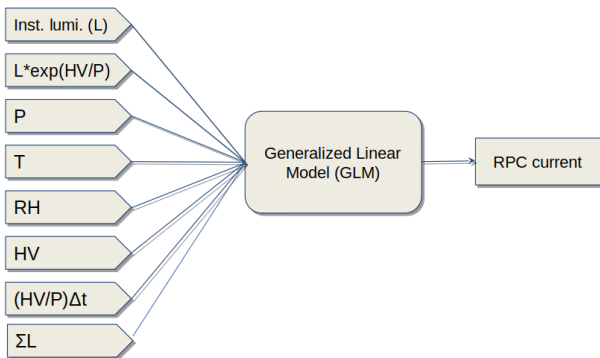 Inst. lumi. (L)
L*exp(HV/P)
P
T
RH
HV
(HV/P)Δt
ΣL
Generalized Linear
Model (GLM)
RPC current